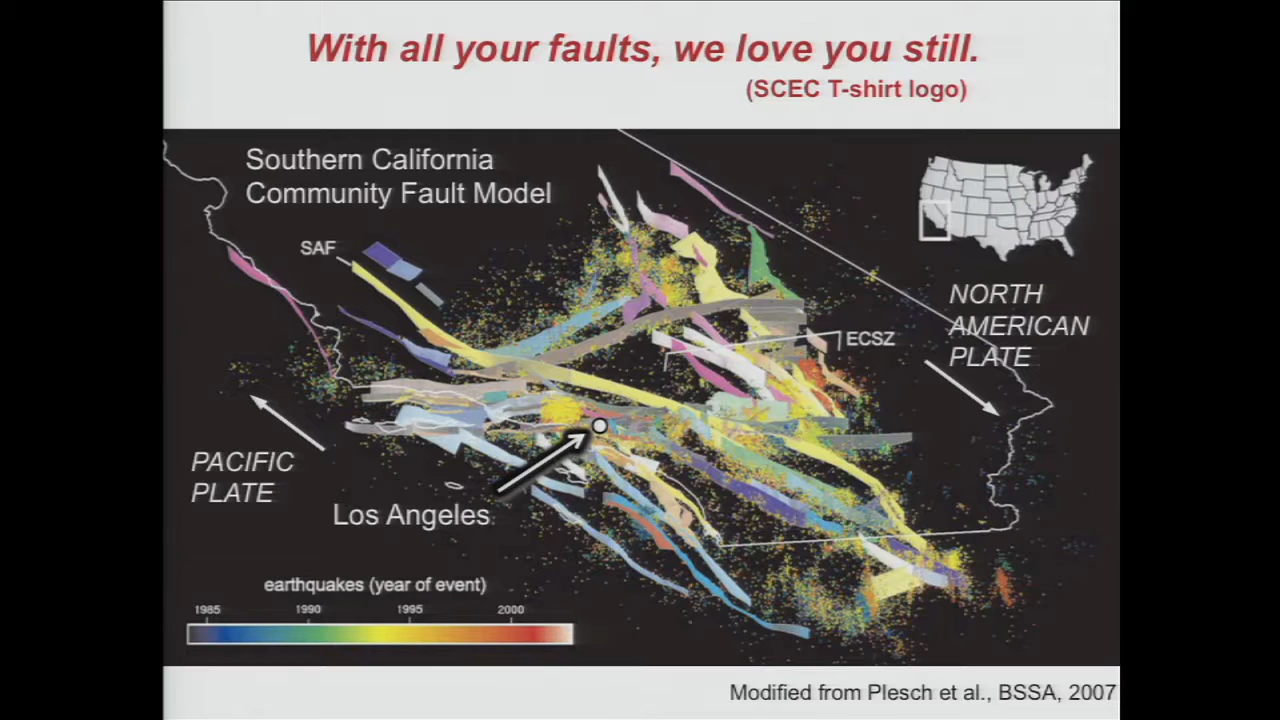 With all your faults, we love you still.
(SCEC T-shirt logo)
Southern California
Community Fault Model
SAF
NORTH
AMERICAN
PLATE
ECSZ
PACIFIC
PLATE
Los Angeles
earthquakes (year of event)
1985 1990 1995 2000
Modified from Plesch et al., BSSA, 2007